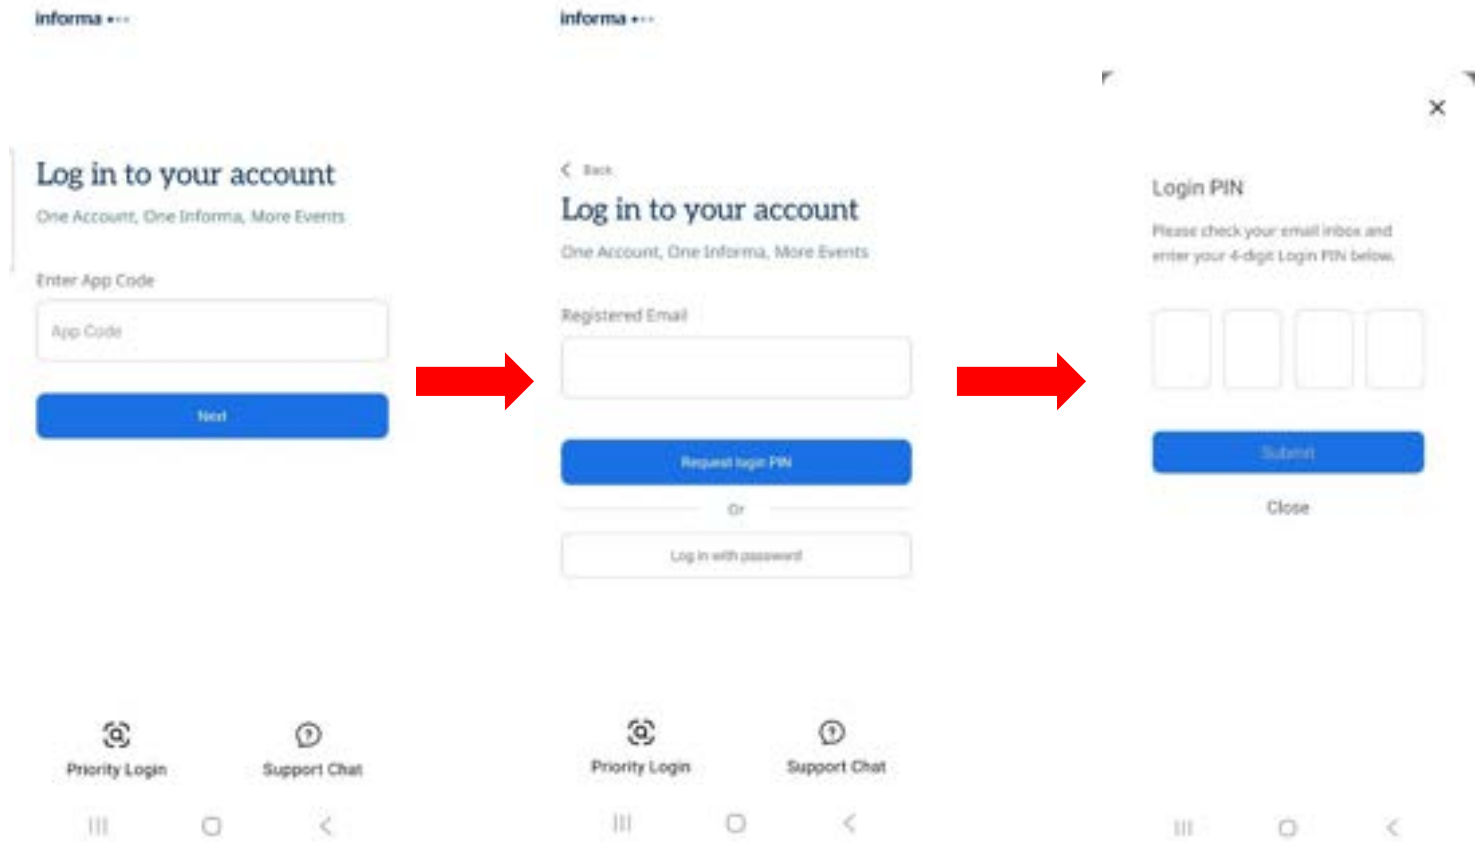 informa
Log in to your account
One Account, One Informa, More Events
Enter App Code
App Code
Next
Priority Login
Support Chat
informa
Back
Log in to your account
One Account, One Informa, More Events
Registered Email
Request login PIN
Or
Log in with password
Priority Login
Support Chat
Login PIN
Please check your email inbox and
enter your 4-digit Login PIN below.
Submit
Close